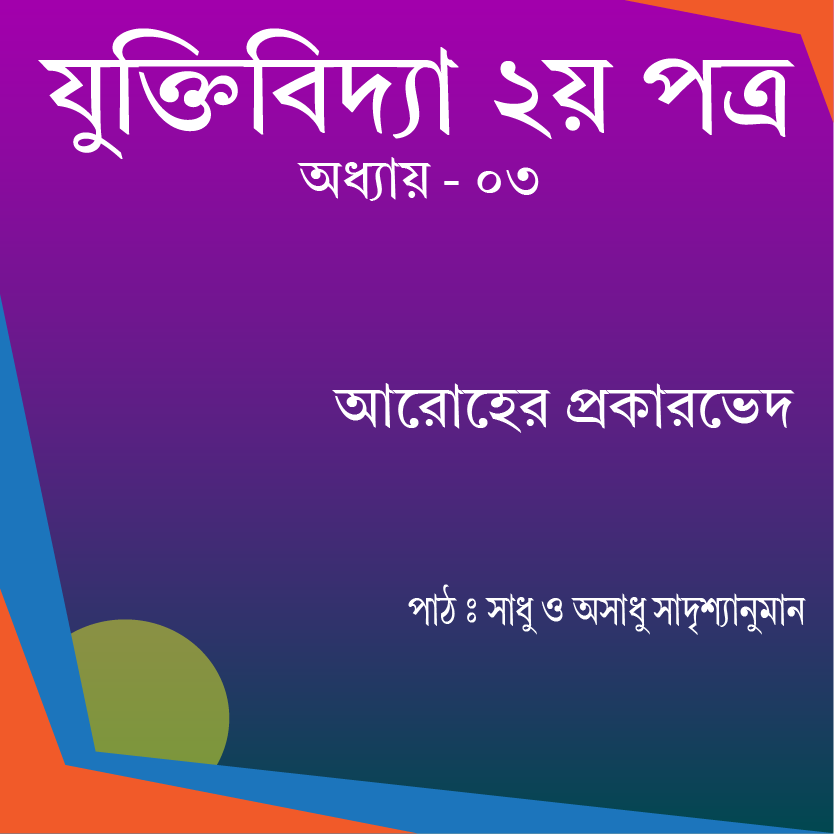 যুক্তিবিদ্যা ২য় পত্র
অধ্যায় - ০৩
আরোহের প্রকারভেদ
পাঠ ঃ সাধু ও অসাধু সাদৃশ্যানুমান